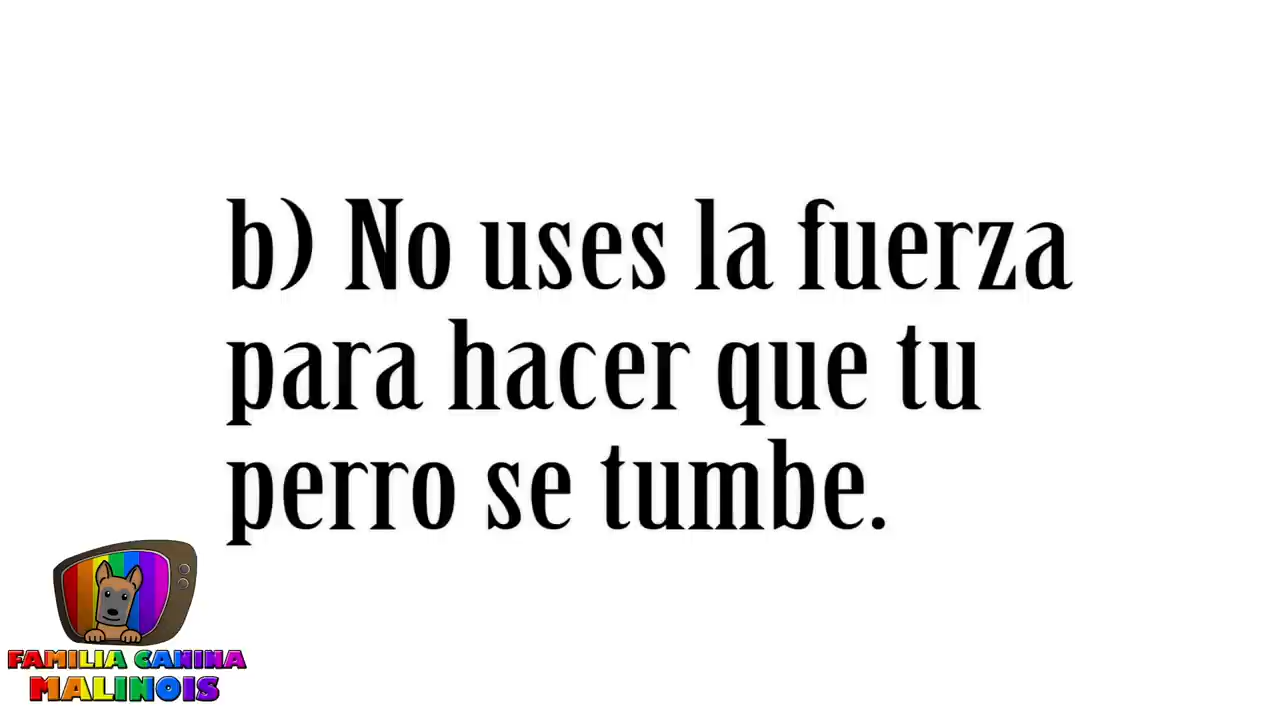 b) No uses la fuerza
para hacer que tu
perro se tumbe.
FAMILIA CANINA
MALINOIS